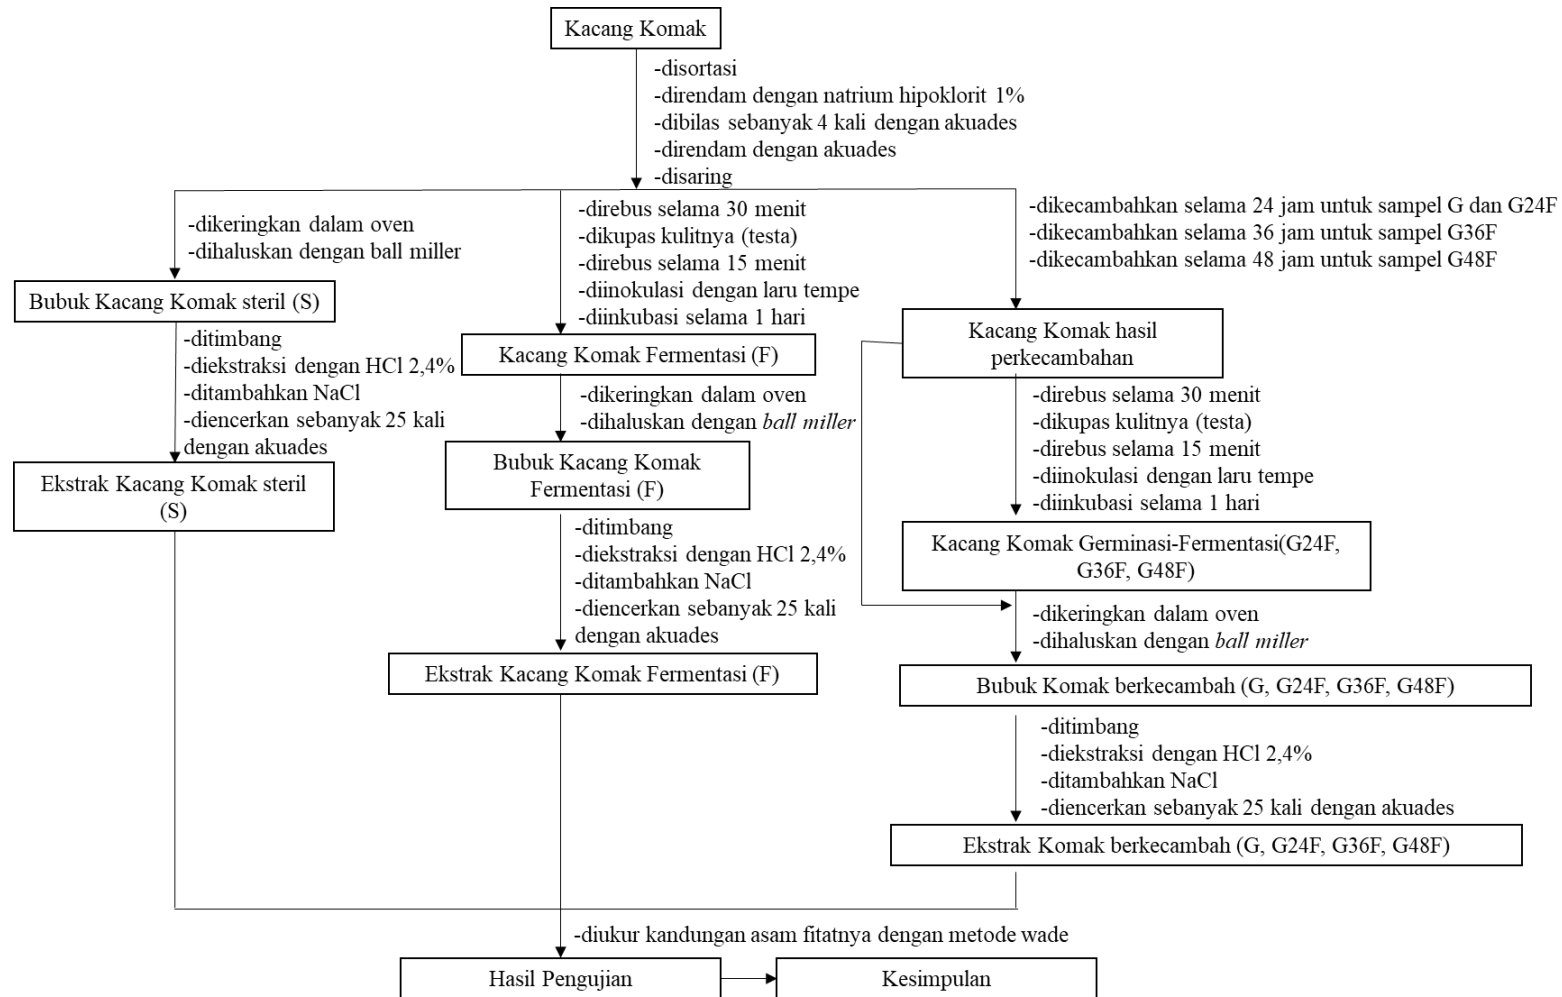 Kacang Komak
-disortasi
-direndam dengan natrium hipoklorit 1%
-dibilas sebanyak 4 kali dengan akuades
-direndam dengan akuades
-disaring
-dikeringkan dalam oven
-dihaluskan dengan ball miller
Bubuk Kacang Komak steril (S)
-ditimbang
-diekstraksi dengan HCl 2,4%
-ditambahkan NaCl
-diencerkan sebanyak 25 kali
dengan akuades
Ekstrak Kacang Komak steril
(S)
-direbus selama 30 menit
-dikupas kulitnya (testa)
-direbus selama 15 menit
-diinokulasi dengan laru tempe
-diinkubasi selama 1 hari
Kacang Komak Fermentasi (F)
-dikeringkan dalam oven
-dihaluskan dengan ball miller
Bubuk Kacang Komak
Fermentasi (F)
-ditimbang
-diekstraksi dengan HCl 2,4%
-ditambahkan NaCl
-diencerkan sebanyak 25 kali
dengan akuades
Ekstrak Kacang Komak Fermentasi (F)
-dikecambahkan selama 24 jam untuk sampel G dan G24F
-dikecambahkan selama 36 jam untuk sampel G36F
-dikecambahkan selama 48 jam untuk sampel G48F
Kacang Komak hasil
perkecambahan
-direbus selama 30 menit
-dikupas kulitnya (testa)
-direbus selama 15 menit
-diinokulasi dengan laru tempe
-diinkubasi selama 1 hari
Kacang Komak Germinasi-Fermentasi(G24F,
G36F, G48F)
-dikeringkan dalam oven
-dihaluskan dengan ball miller
Bubuk Komak berkecambah (G, G24F, G36F, G48F)
-ditimbang
-diekstraksi dengan HCl 2,4%
-ditambahkan NaCl
-diencerkan sebanyak 25 kali dengan akuades
Ekstrak Komak berkecambah (G, G24F, G36F, G48F)
-diukur kandungan asam fitatnya dengan metode wade
Hasil Pengujian
Kesimpulan